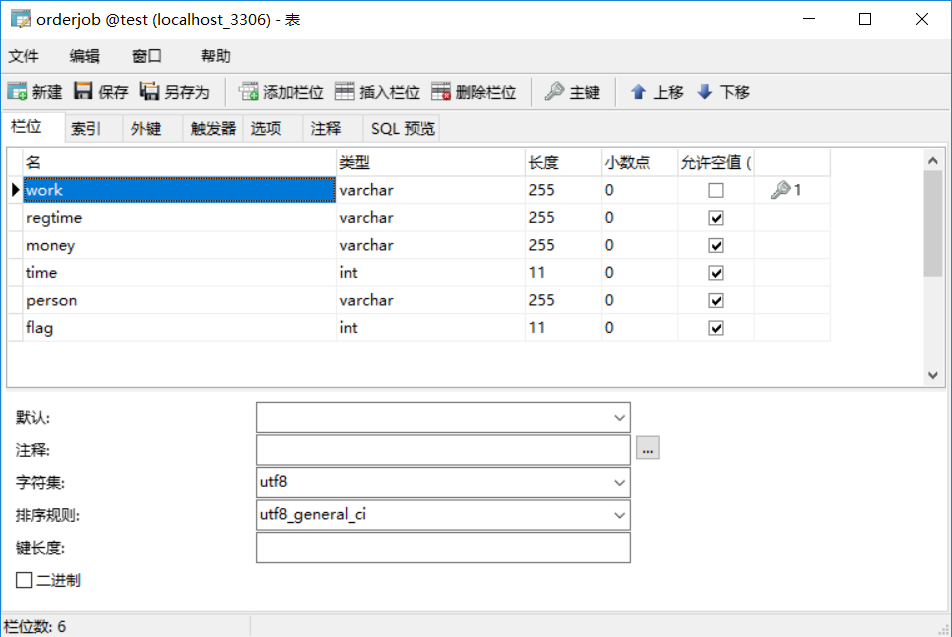 orderjob @test (localhost_3306) - 表
文件 编辑 窗口 帮助
新建 保存 另存为 添加栏位 插入栏位 删除栏位 主键 上移 下移
栏位 索引 外键 触发器 选项 注释 SQL 预览
名 类型 长度 小数点 允许空值 (
work varchar 255 0 1
regtime varchar 255 0
money varchar 255 0
time int 11 0
person varchar 255 0
flag int 11 0
默认:
注释: ...
字符集: utf8
排序规则: utf8_general_ci
键长度:
二进制
栏位数: 6